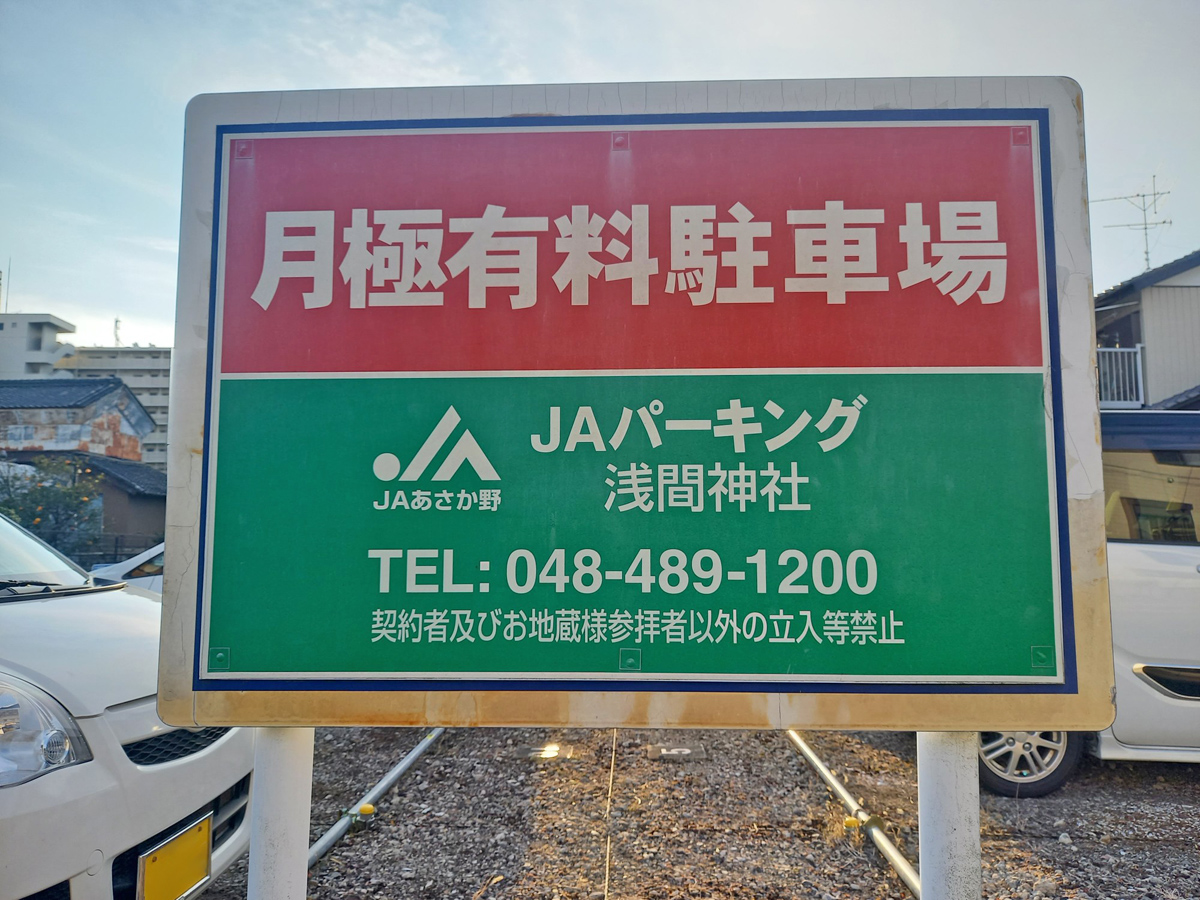 月極有料駐車場
JAパーキング
浅間神社
JAあさか野
TEL: 048-489-1200
契約者及びお地蔵様参拝者以外の立入等禁止
5